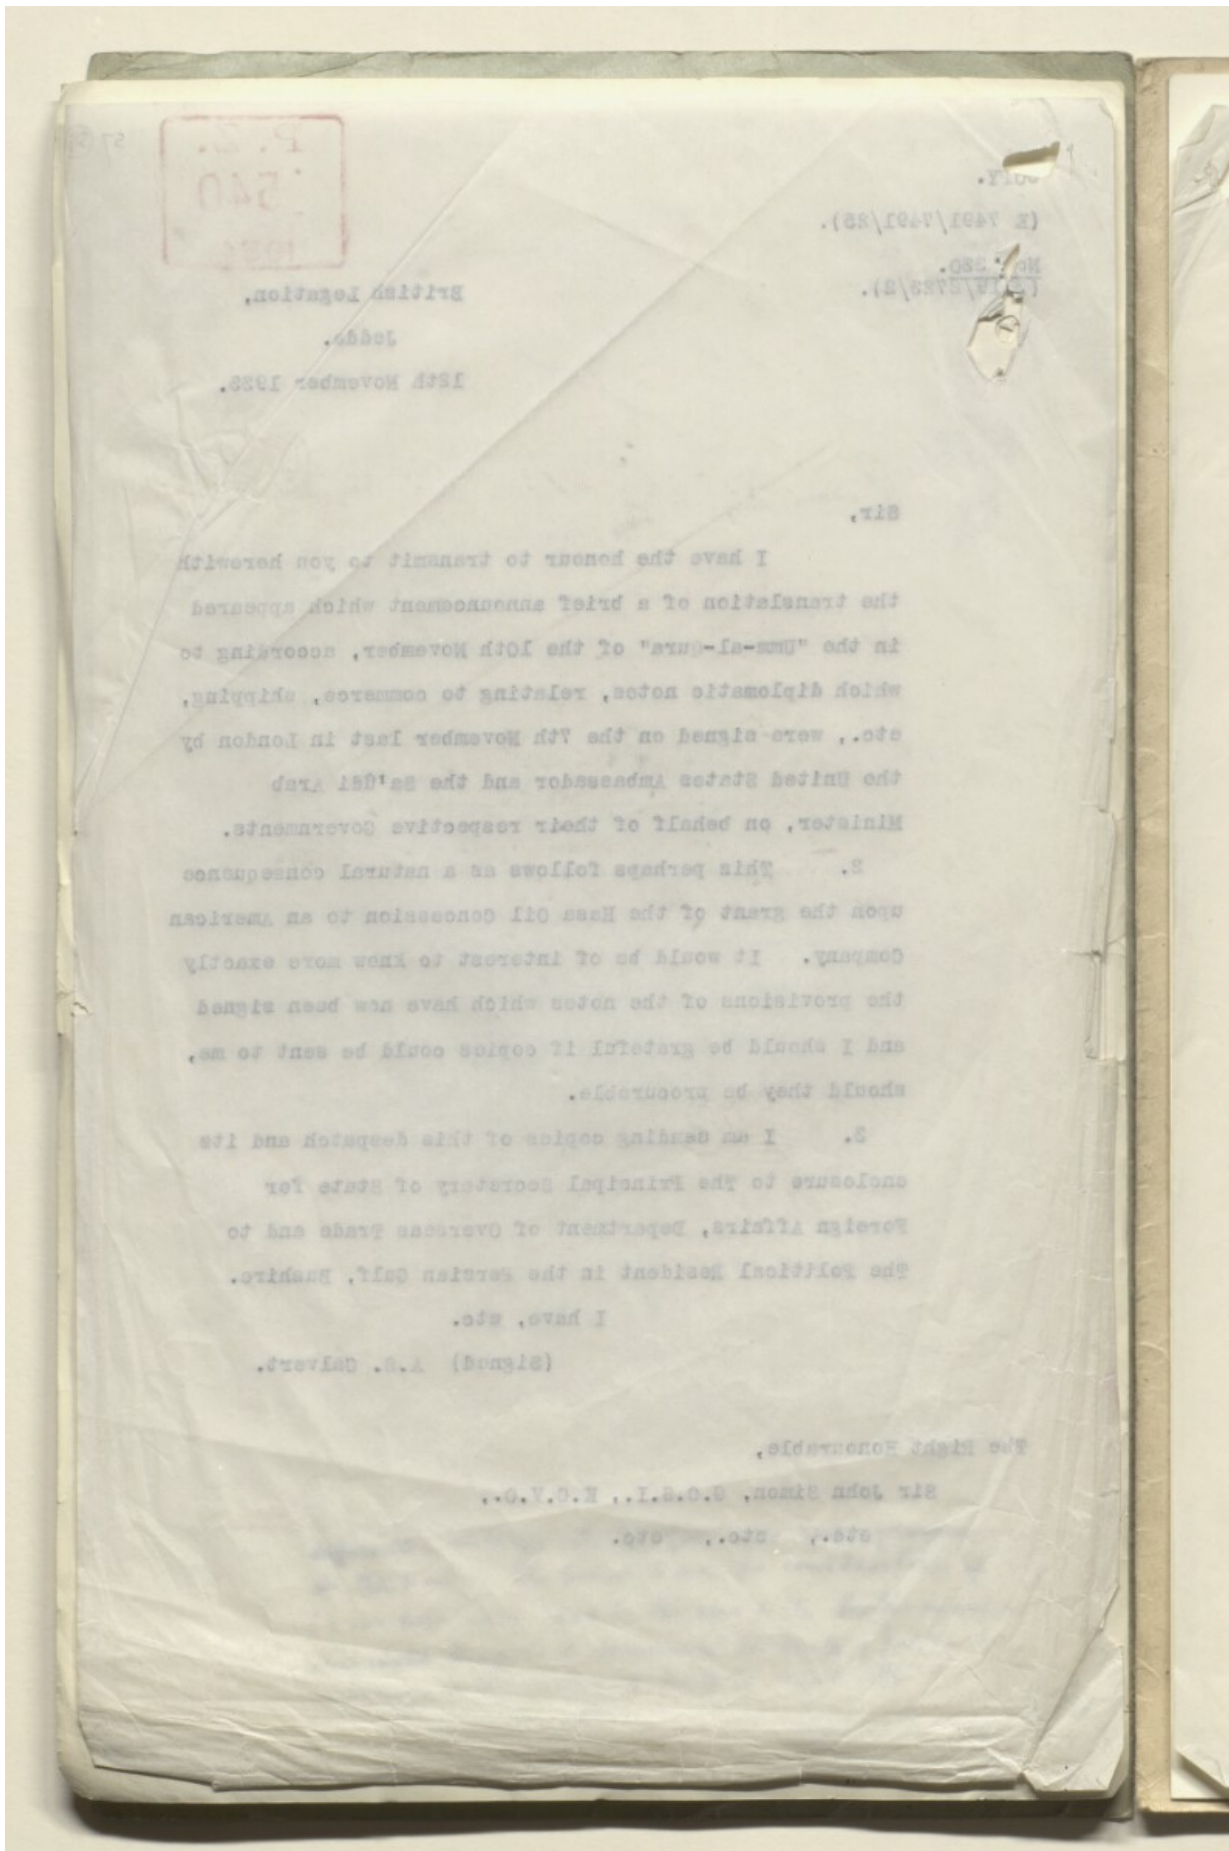 COPY.
(E 7491/7491/25).
No. 320.
British Legation,
Jedda.
12th November
P.Z.
540
Sir,
I have the honour to transmit to you herewith
the translation of a brief announcement which appeared
in the "Umm-al-Qura" of the 10th November, according to
which diplomatic notes, relating to commerce, shipping,
etc., were signed on the 7th November last in London by
the United States Ambassador and the Sa'ûdi Arab
Minister, on behalf of their respective Governments.
2. This perhaps follows as a natural consequence
upon the grant of the Hasa Oil Concession to an American
Company. It would be of interest to know more exactly
the provisions of the notes which have now been signed
and I should be grateful if copies could be sent to me,
should they be procurable.
3. I am sending copies of this despatch and its
enclosure to The Principal Secretary of State for
Foreign Affairs, Department of Overseas Trade and to
The Political Resident in the Persian Gulf, Bushire.
I have, etc.
(Signed) A.S. Calvert.
The Right Honourable,
Sir John Simon, G.C.S.I., K.C.V.O.,
etc., etc., etc.